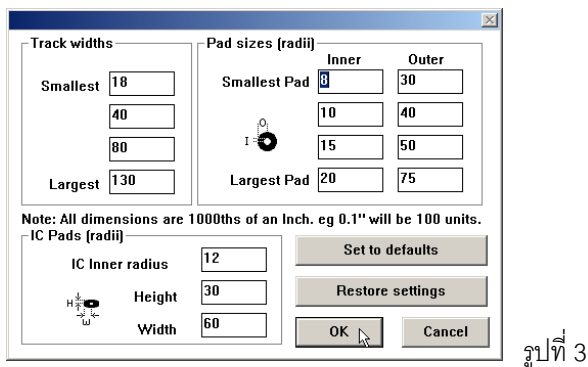 Track widths
Smallest 18
40
80
Largest 130
Pad sizes (radii)
Inner Outer
Smallest Pad 8 30
10 40
15 50
Largest Pad 20 75
O
I
Note: All dimensions are 1000ths of an Inch. eg 0.1" will be 100 units.
IC Pads (radii)
IC Inner radius 12
Height 30
Width 60
H
W
Set to defaults
Restore settings
OK Cancel
รูปที่ 3